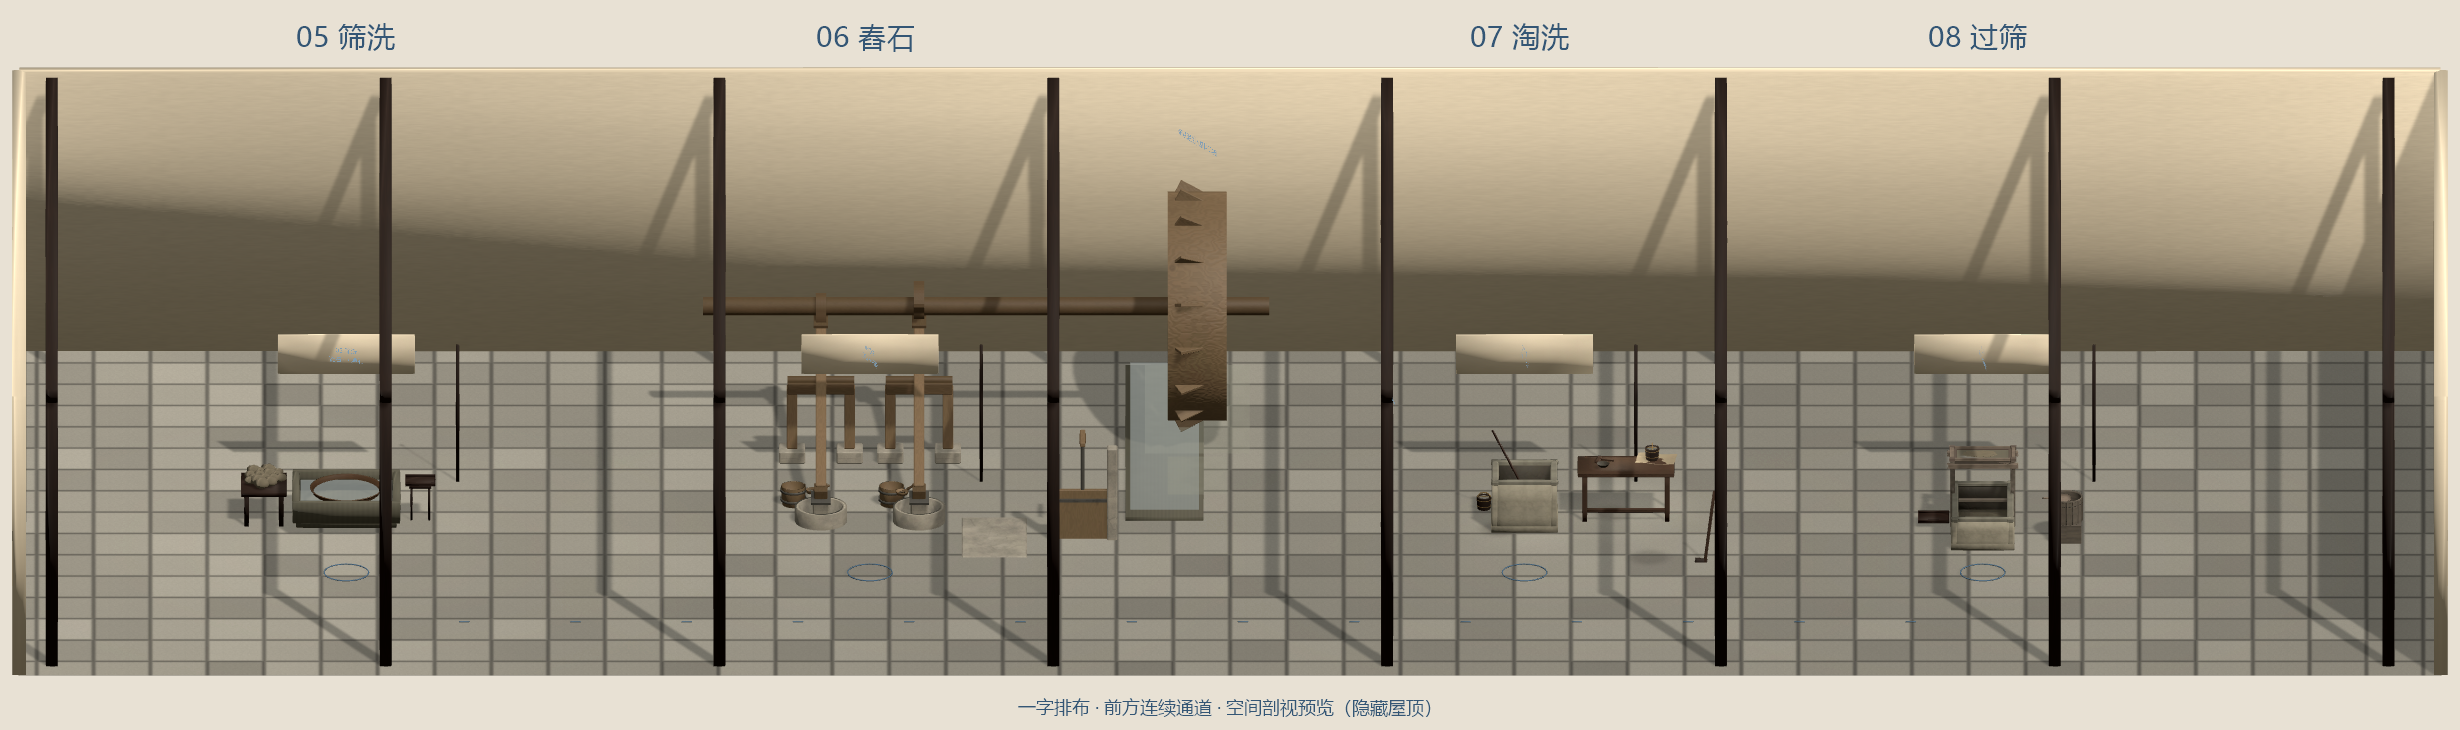 05 筛洗
06 舂石
07 淘洗
08 过筛
一字排布 · 前方连续通道 · 空间剖视预览（隐藏屋顶）